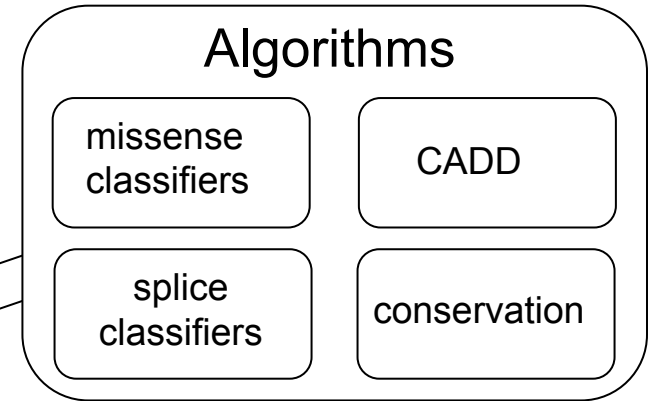 Algorithms
missense
classifiers
CADD
splice
classifiers
conservation